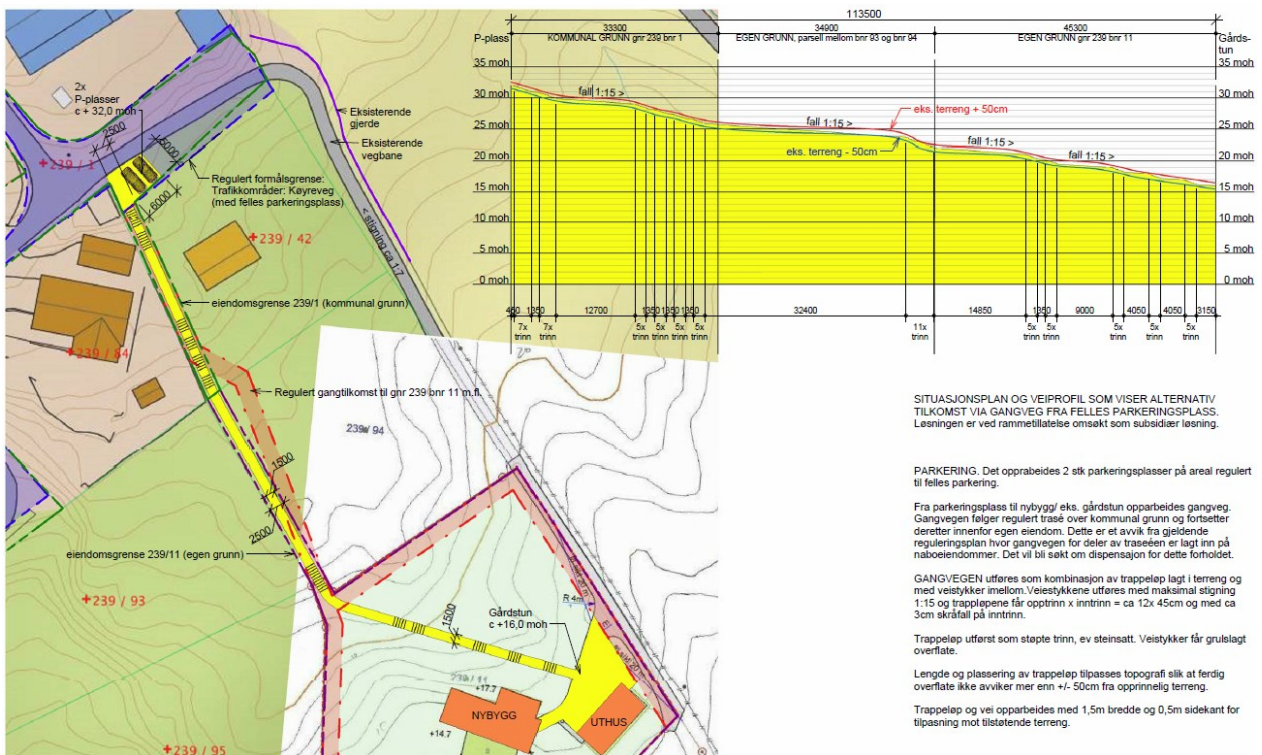 113500
33300
34900
45300
P-plass
KOMMUNAL GRUNN gnr 239 bnr 1
EGEN GRUNN, parsell mellom bnr 93 og bnr 94
EGEN GRUNN gnr 239 bnr 11
Gårds-
tun
35 moh
35 moh
30 moh
30 moh
25 moh
25 moh
20 moh
20 moh
15 moh
15 moh
10 moh
10 moh
5 moh
5 moh
0 moh
0 moh
fall 1:15 >
fall 1:15 >
fall 1:15 >
fall 1:15 >
eks. terreng + 50cm
eks. terreng - 50cm
450 1350 12700 1350 1350 1350 32400 14850 1350 9000 4050 4050 3150
7x
trinn
7x
trinn
5x
trinn
5x
trinn
5x
trinn
5x
trinn
11x
trinn
5x
trinn
5x
trinn
5x
trinn
5x
trinn
5x
trinn
2x
P-plasser
c + 32,0 moh
2500
5000
6000
239 / 1
Eksisterende
gjerde
Eksisterende
vegbane
Regulert formålsgrense:
Trafikkområder: Køyreveg
(med felles parkeringsplass)
239 / 42
< stigning ca 1:7
eiendomsgrense 239/1 (kommunal grunn)
239 / 84
Regulert gangtilkomst til gnr 239 bnr 11 m.fl.
239 / 94
1500
2500
eiendomsgrense 239/11 (egen grunn)
239 / 93
R 4m
Gårdstun
c +16,0 moh
1500
239 / 11
+17.7
NYBYGG
UTHUS
+14.7
239 / 95
SITUASJONSPLAN OG VEIPROFIL SOM VISER ALTERNATIV
TILKOMST VIA GANGVEG FRA FELLES PARKERINGSPLASS.
Løsningen er ved rammetillatelse omsøkt som subsidiær løsning.
PARKERING. Det opprabeides 2 stk parkeringsplasser på areal regulert
til felles parkering.
Fra parkeringsplass til nybygg/ eks. gårdstun opparbeides gangveg.
Gangvegen følger regulert trasé over kommunal grunn og fortsetter
deretter innenfor egen eiendom. Dette er et avvik fra gjeldende
reguleringsplan hvor gangvegen for deler av traseéen er lagt inn på
naboeiendommer. Det vil bli søkt om dispensasjon for dette forholdet.
GANGVEGEN utføres som kombinasjon av trappeløp lagt i terreng og
med veistykker imellom.Veiestykkene utføres med maksimal stigning
1:15 og trappløpene får opptrinn x inntrinn = ca 12x 45cm og med ca
3cm skråfall på inntrinn.
Trappeløp utførst som støpte trinn, ev steinsatt. Veistykker får gruslagt
overflate.
Lengde og plassering av trappeløp tilpasses topografi slik at ferdig
overflate ikke avviker mer enn +/- 50cm fra opprinnelig terreng.
Trappeløp og vei opparbeides med 1,5m bredde og 0,5m sidekant for
tilpasning mot tilstøtende terreng.